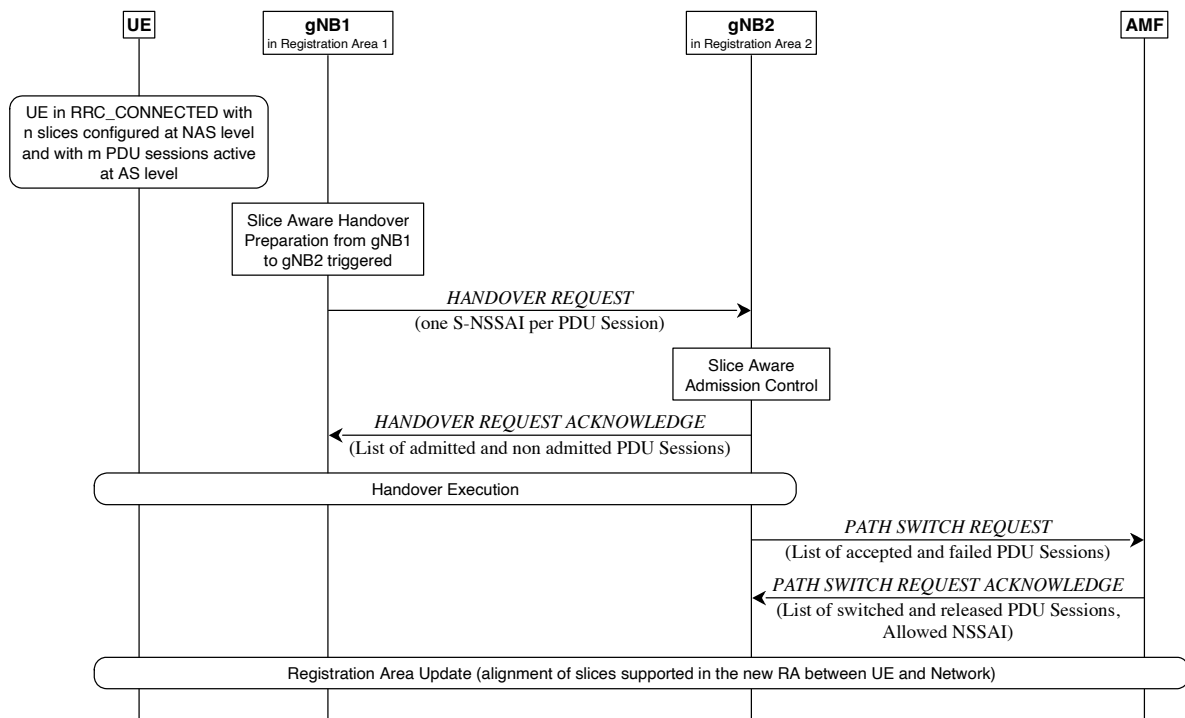 UE
gNB1
in Registration Area 1
gNB2
in Registration Area 2
AMF
UE in RRC_CONNECTED with
n slices configured at NAS level
and with m PDU sessions active
at AS level
Slice Aware Handover
Preparation from gNB1
to gNB2 triggered
HANDOVER REQUEST
(one S-NSSAI per PDU Session)
Slice Aware
Admission Control
HANDOVER REQUEST ACKNOWLEDGE
(List of admitted and non admitted PDU Sessions)
Handover Execution
PATH SWITCH REQUEST
(List of accepted and failed PDU Sessions)
PATH SWITCH REQUEST ACKNOWLEDGE
(List of switched and released PDU Sessions,
Allowed NSSAI)
Registration Area Update (alignment of slices supported in the new RA between UE and Network)